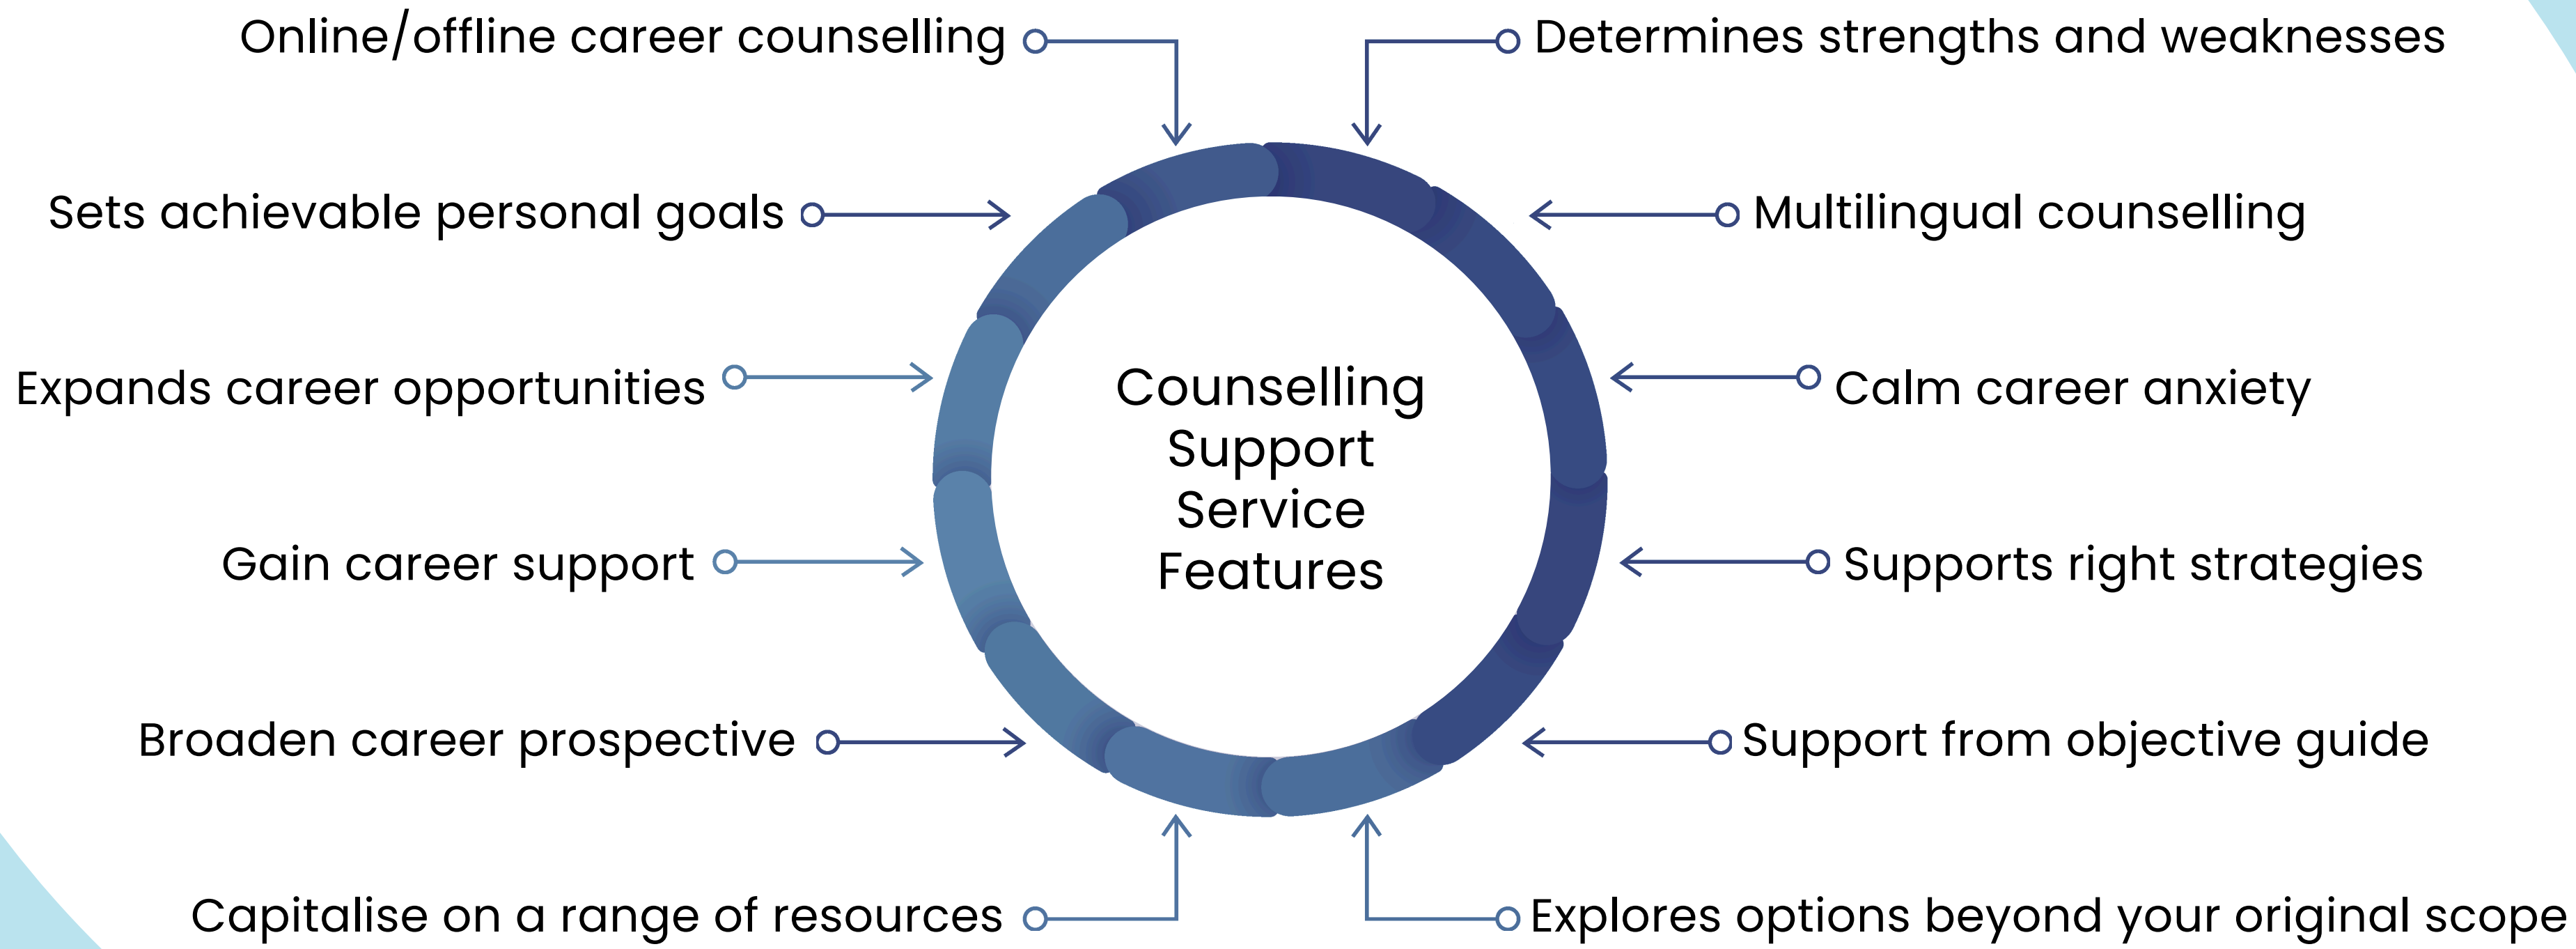 Online/offline career counselling
Determines strengths and weaknesses
Sets achievable personal goals
Multilingual counselling
Expands career opportunities
Calm career anxiety
Counselling
Support
Service
Features
Gain career support
Supports right strategies
Broaden career prospective
Support from objective guide
Capitalise on a range of resources
Explores options beyond your original scope